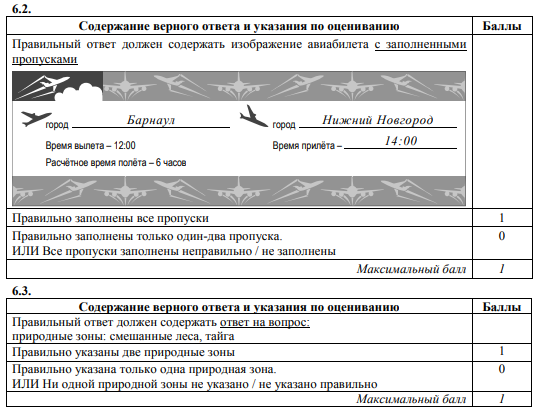 6.2.
Содержание верного ответа и указания по оцениванию Баллы
Правильный ответ должен содержать изображение авиабилета с заполненными
пропусками
город Барнаул город Нижний Новгород
Время вылета – 12:00 Время прилёта – 14:00
Расчётное время полёта – 6 часов
Правильно заполнены все пропуски 1
Правильно заполнены только один-два пропуска. 0
ИЛИ Все пропуски заполнены неправильно / не заполнены
Максимальный балл 1
6.3.
Содержание верного ответа и указания по оцениванию Баллы
Правильный ответ должен содержать ответ на вопрос:
природные зоны: смешанные леса, тайга
Правильно указаны две природные зоны 1
Правильно указана только одна природная зона. 0
ИЛИ Ни одной природной зоны не указано / не указано правильно
Максимальный балл 1